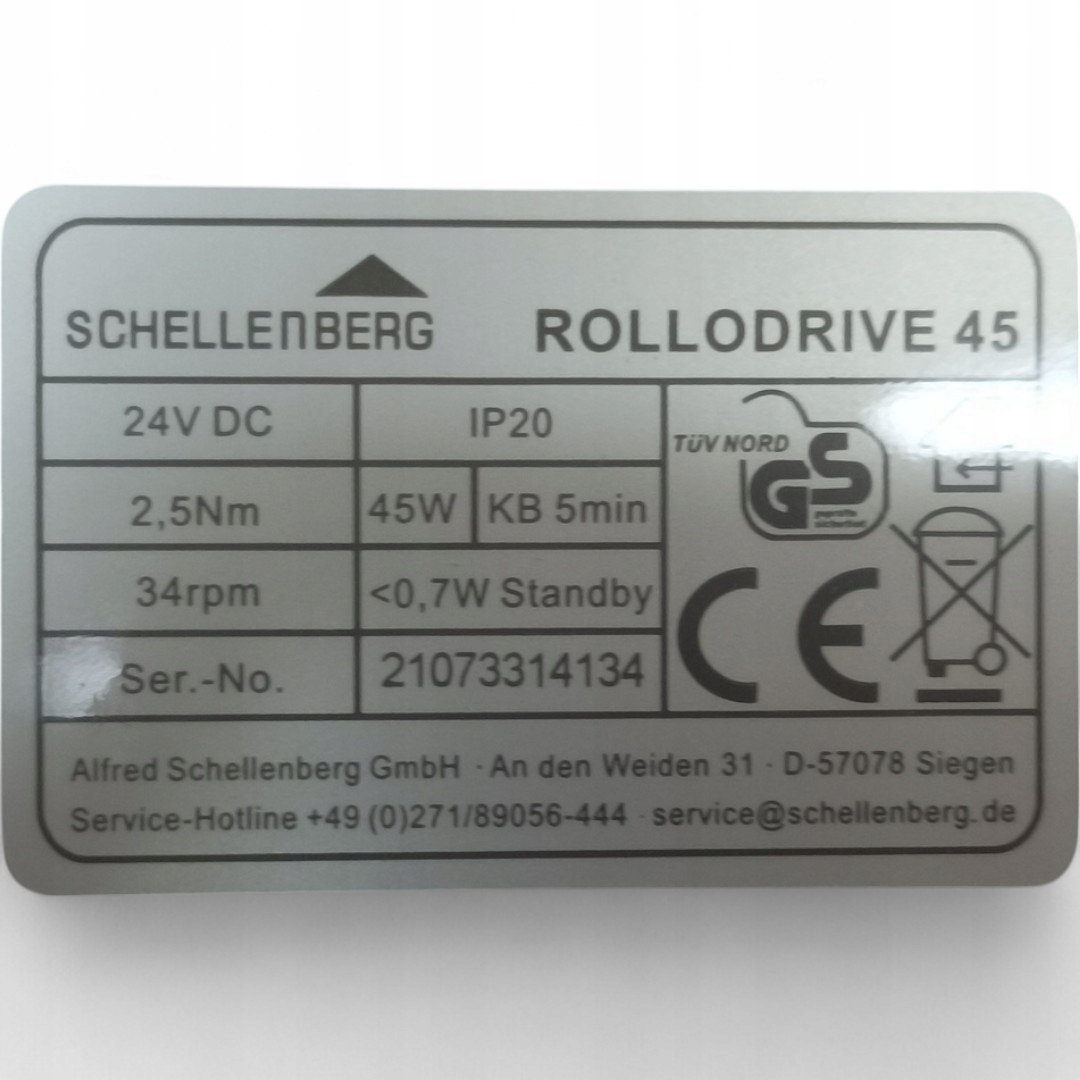 SCHELLENBERG ROLLODRIVE 45
24V DC IP20
TÜV NORD
GS
geprüfte
Sicherheit
2,5Nm 45W KB 5min
34rpm <0,7W Standby
CE
Ser.-No. 21073314134
Alfred Schellenberg GmbH · An den Weiden 31 · D-57078 Siegen
Service-Hotline +49 (0)271/89056-444 · service@schellenberg.de